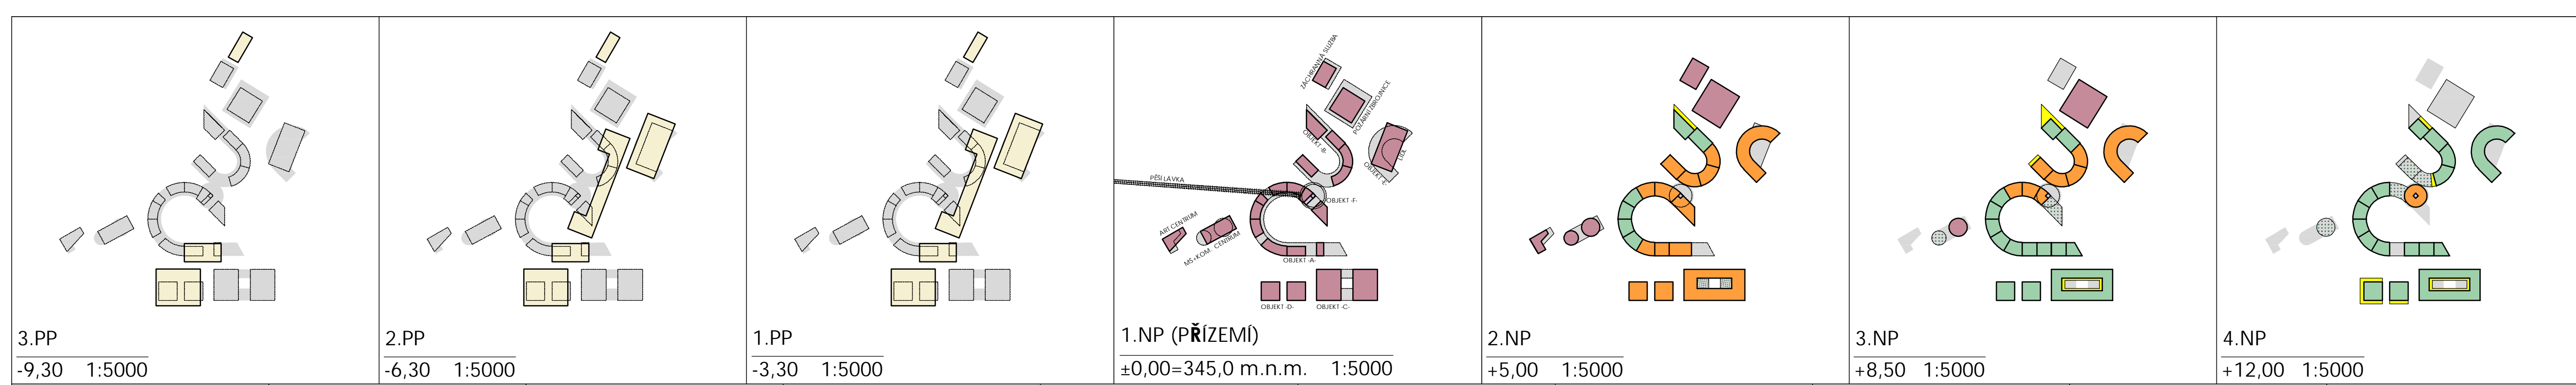 3.PP
-9,30 1:5000
2.PP
-6,30 1:5000
1.PP
-3,30 1:5000
ZÁCHRANNÁ SLUŽBA
POŽÁRNÍ ZBROJNICE
OBJEKT -B-
OBJEKT -E-
PĚŠÍ LÁVKA
OBJEKT -F-
ART CENTRUM
MŠ+KOM. CENTRUM
OBJEKT -A-
OBJEKT -D-
OBJEKT -C-
1.NP (PŘÍZEMÍ)
±0,00=345,0 m.n.m. 1:5000
2.NP
+5,00 1:5000
3.NP
+8,50 1:5000
4.NP
+12,00 1:5000